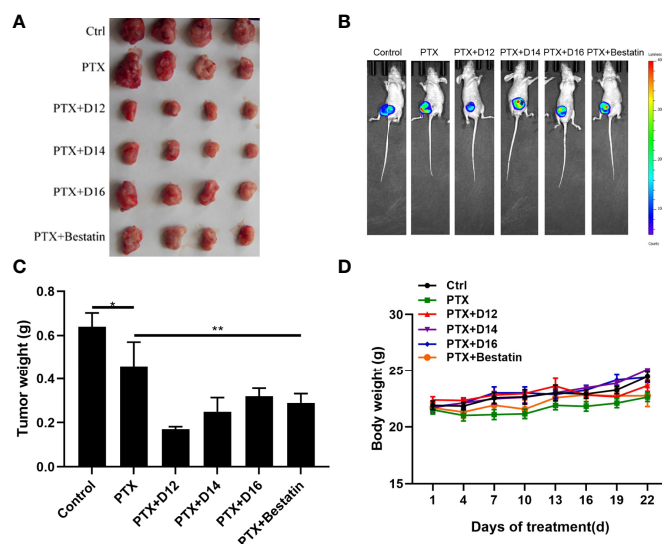 A
Ctrl
PTX
PTX+D12
PTX+D14
PTX+D16
PTX+Bestatin
B
Control PTX PTX+D12 PTX+D14 PTX+D16 PTX+Bestatin
Counts
C
Tumor weight (g)
0.8
0.6
0.4
0.2
0.0
* **
Control
PTX
PTX+D12
PTX+D14
PTX+D16
PTX+Bestatin
D
Body weight (g)
30
25
20
15
Ctrl
PTX
PTX+D12
PTX+D14
PTX+D16
PTX+Bestatin
1 4 7 10 13 16 19 22
Days of treatment(d)